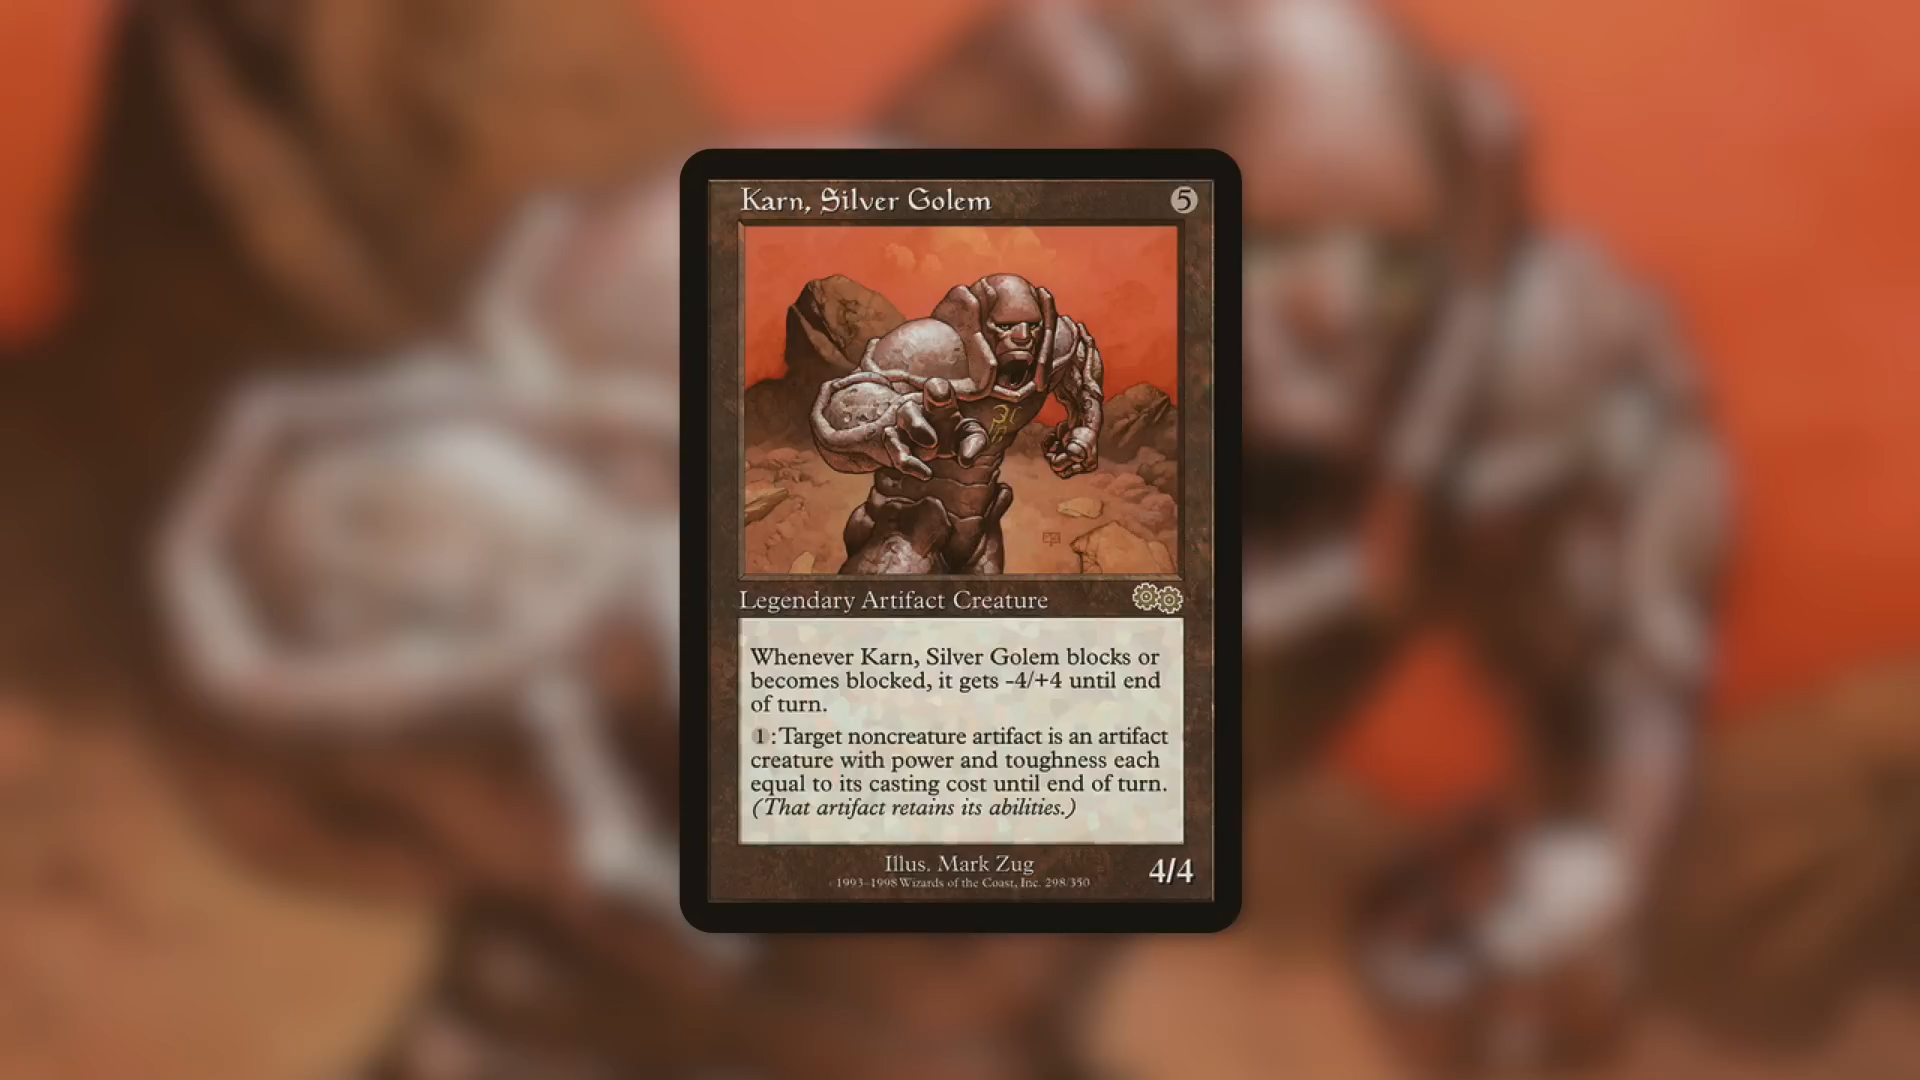 Karn, Silver Golem 5
Legendary Artifact Creature
Whenever Karn, Silver Golem blocks or
becomes blocked, it gets -4/+4 until end
of turn.
1:Target noncreature artifact is an artifact
creature with power and toughness each
equal to its casting cost until end of turn.
(That artifact retains its abilities.)
Illus. Mark Zug
4/4
1993-1998 Wizards of the Coast, Inc. 298/350